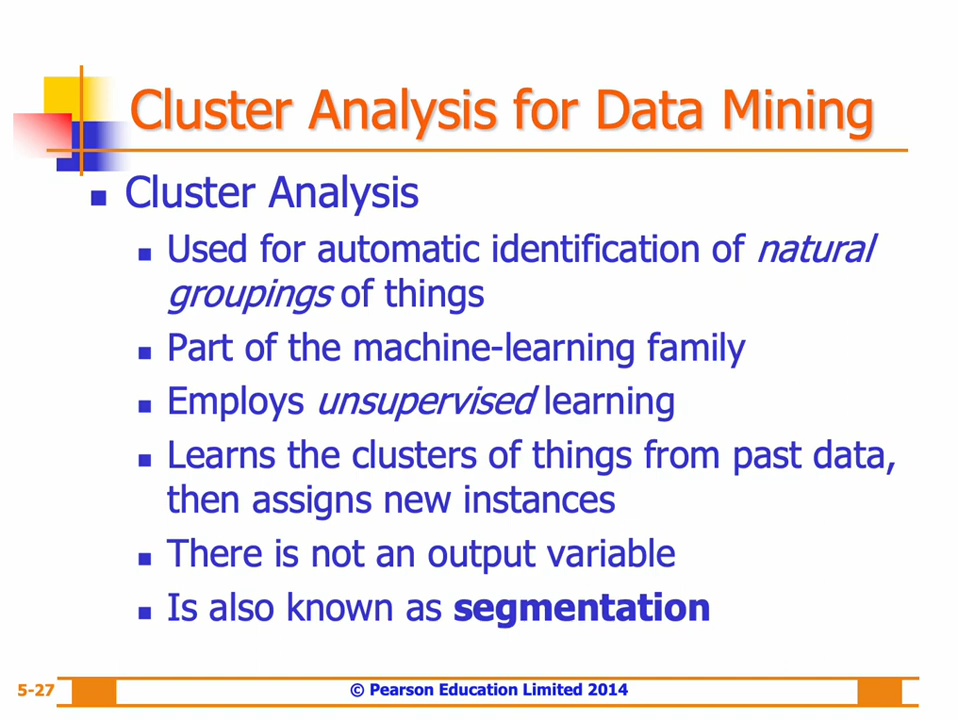 Cluster Analysis for Data Mining
Cluster Analysis
Used for automatic identification of natural
groupings of things
Part of the machine-learning family
Employs unsupervised learning
Learns the clusters of things from past data,
then assigns new instances
There is not an output variable
Is also known as segmentation
5-27
© Pearson Education Limited 2014